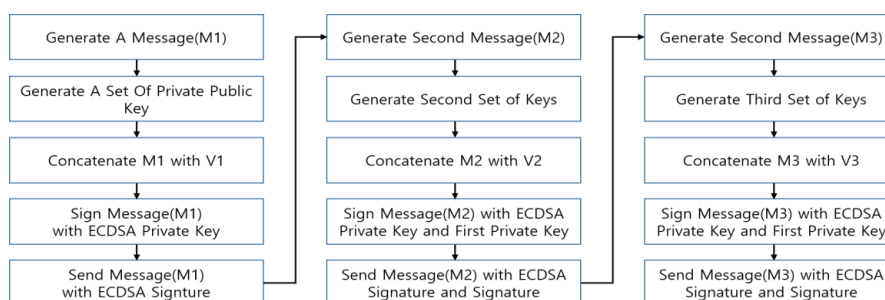 Generate A Message(M1)
Generate A Set Of Private Public
Key
Concatenate M1 with V1
Sign Message(M1)
with ECDSA Private Key
Send Message(M1)
with ECDSA Signture
Generate Second Message(M2)
Generate Second Set of Keys
Concatenate M2 with V2
Sign Message(M2) with ECDSA
Private Key and First Private Key
Send Message(M2) with ECDSA
Signature and Signature
Generate Second Message(M3)
Generate Third Set of Keys
Concatenate M3 with V3
Sign Message(M3) with ECDSA
Private Key and First Private Key
Send Message(M3) with ECDSA
Signature and Signature